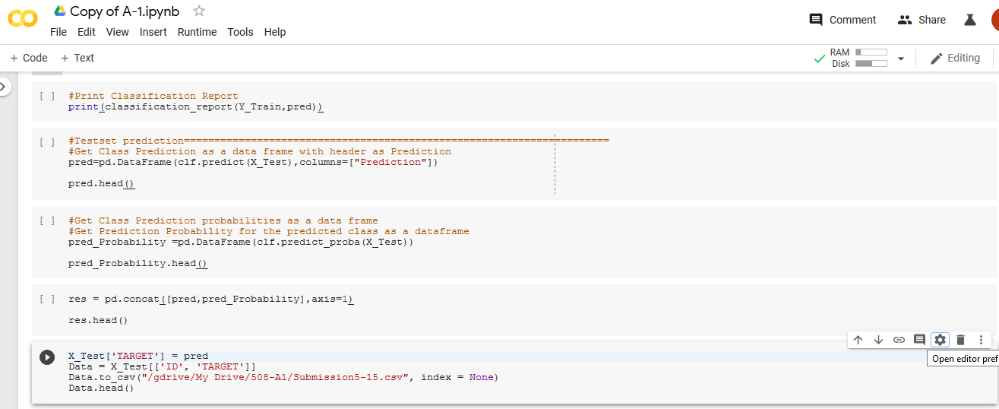 Copy of A-1.ipynb
File Edit View Insert Runtime Tools Help
Comment Share
+ Code + Text
RAM
Disk
Editing
[ ] #Print Classification Report
print(classification_report(Y_Train,pred))
[ ] #Testset prediction======================================================================
#Get Class Prediction as a data frame with header as Prediction
pred=pd.DataFrame(clf.predict(X_Test),columns=["Prediction"])
pred.head()
[ ] #Get Class Prediction probabilities as a data frame
#Get Prediction Probability for the predicted class as a dataframe
pred_Probability =pd.DataFrame(clf.predict_proba(X_Test))
pred_Probability.head()
[ ] res = pd.concat([pred,pred_Probability],axis=1)
res.head()
X_Test['TARGET'] = pred
Data = X_Test[['ID', 'TARGET']]
Data.to_csv("/gdrive/My Drive/508-A1/Submission5-15.csv", index = None)
Data.head()
Open editor pref